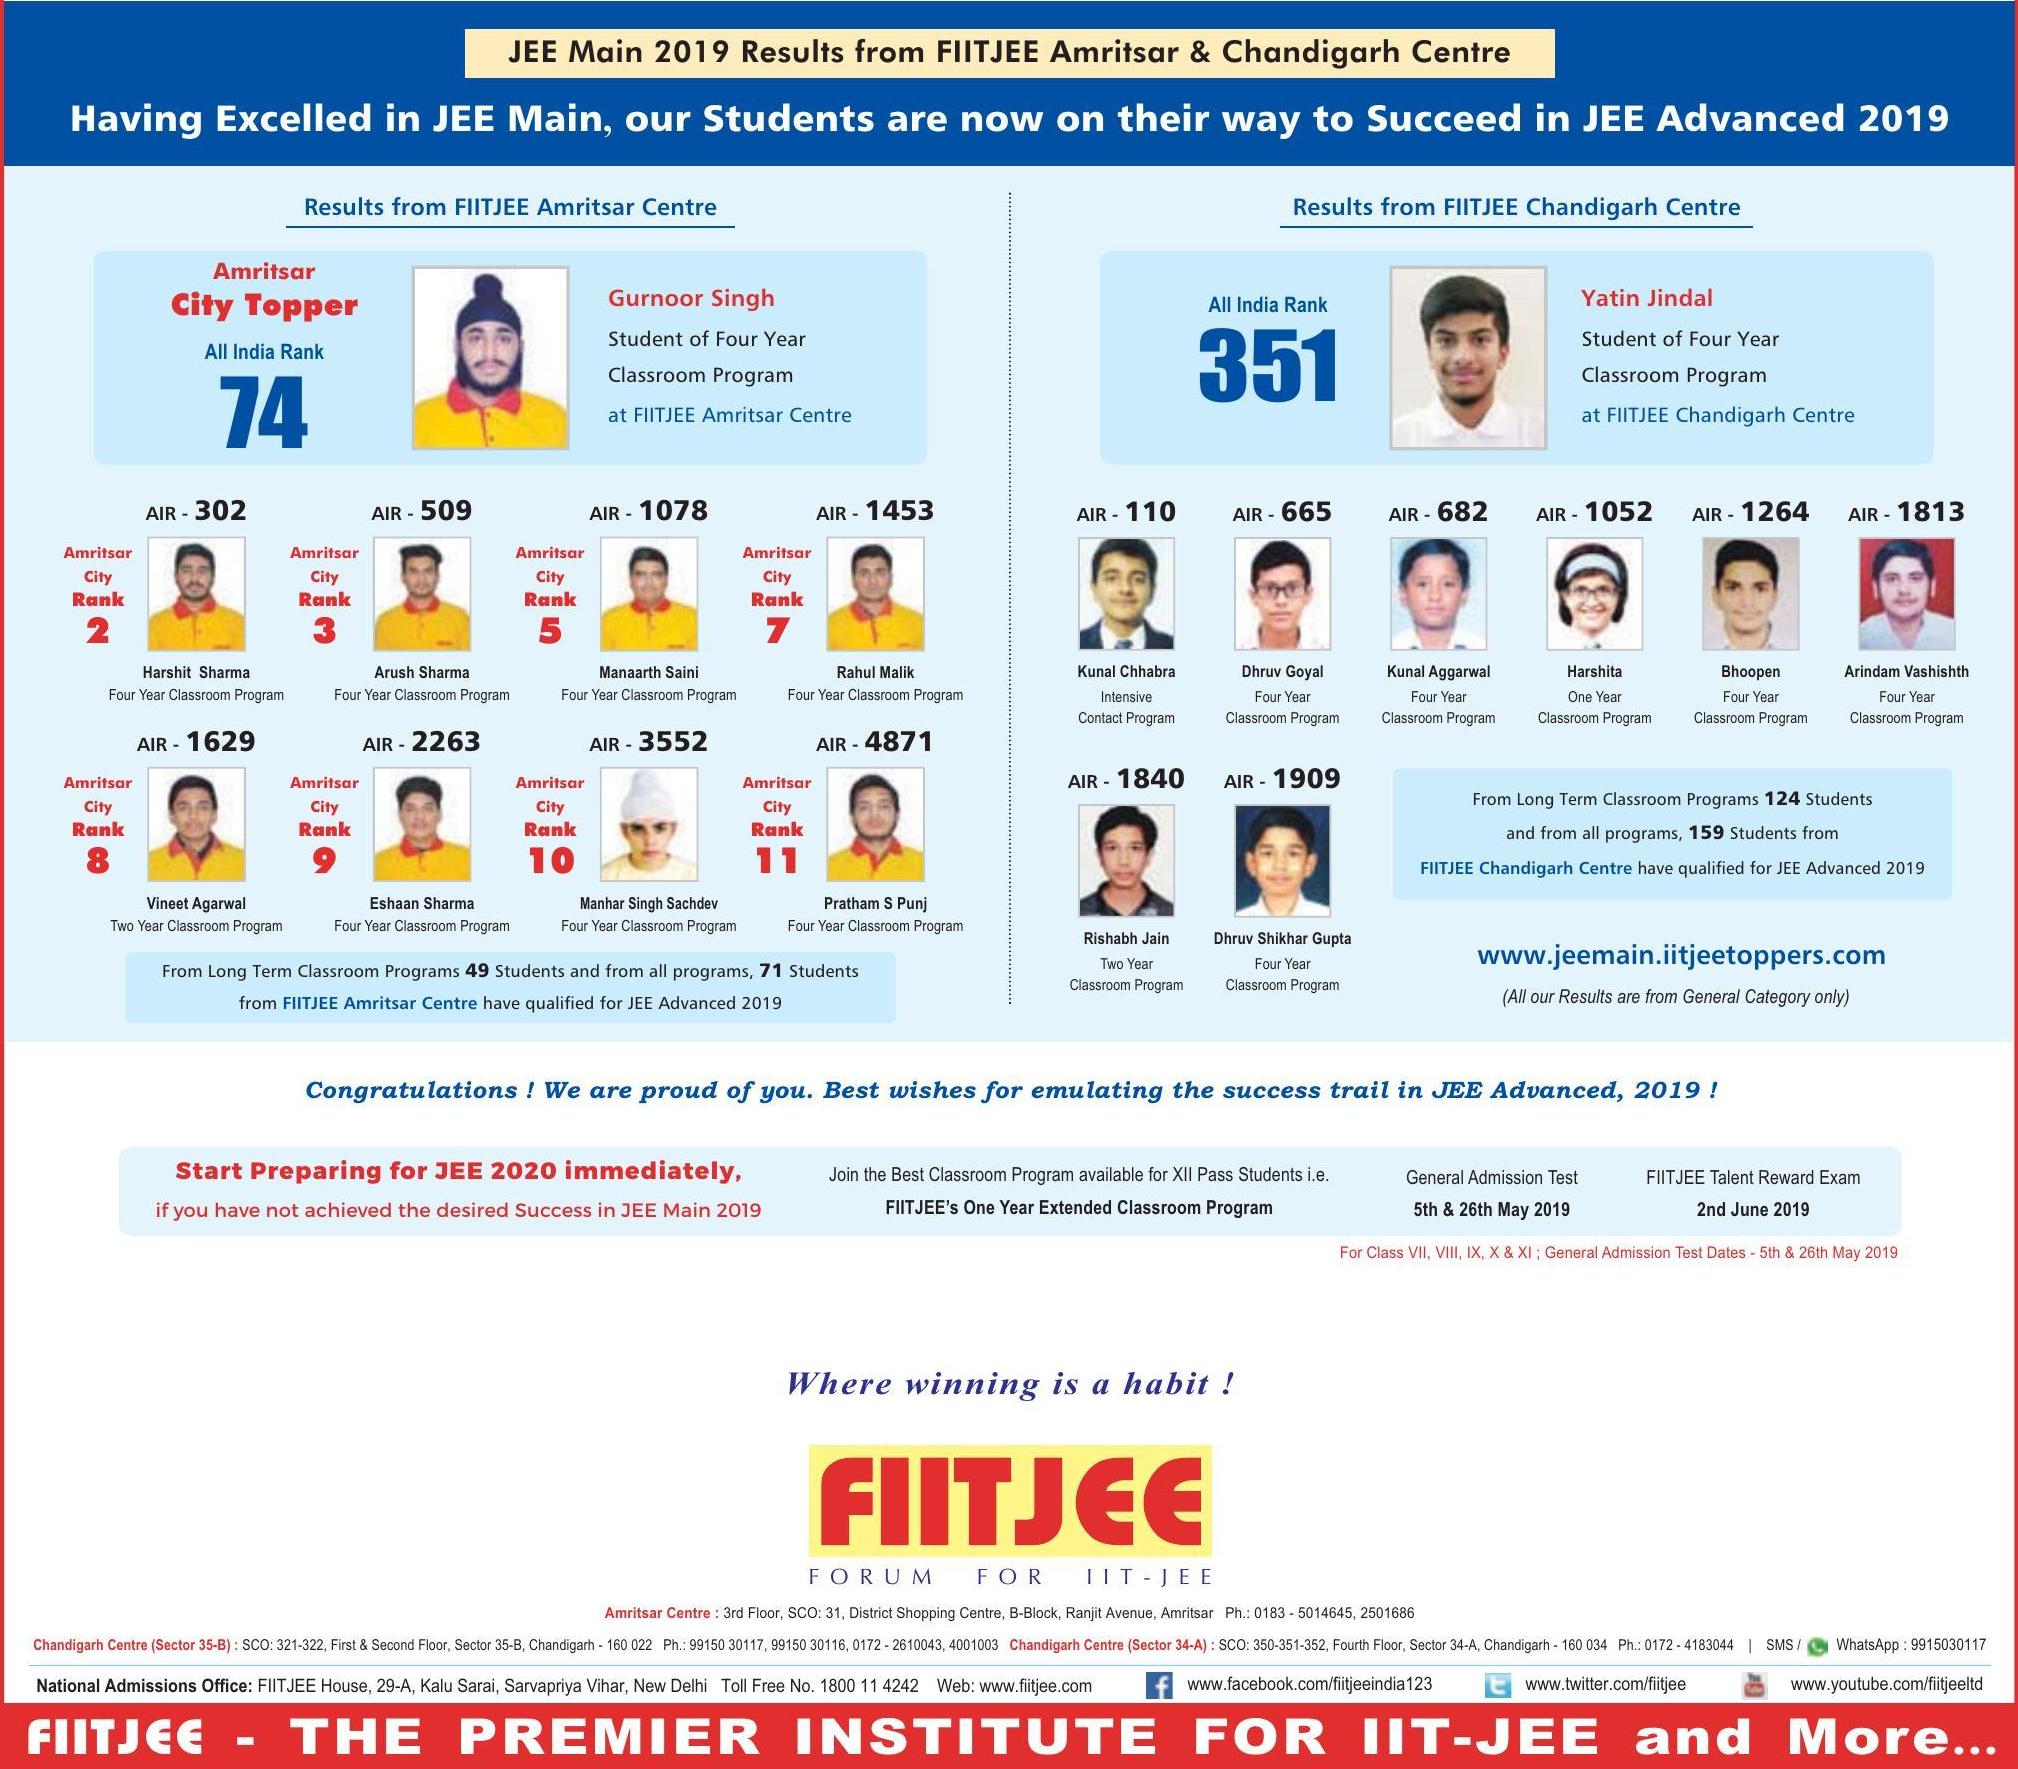 JEE Main 2019 Results from FIITJEE Amritsar & Chandigarh Centre
Having Excelled in JEE Main, our Students are now on their way to Succeed in JEE Advanced 2019
Results from FIITJEE Amritsar Centre
Amritsar
City Topper
All India Rank
74
Gurnoor Singh
Student of Four Year
Classroom Program
at FIITJEE Amritsar Centre
AIR - 302
Amritsar
City
Rank
2
Harshit Sharma
Four Year Classroom Program
AIR - 509
Amritsar
City
Rank
3
Arush Sharma
Four Year Classroom Program
AIR - 1078
Amritsar
City
Rank
5
Manaarth Saini
Four Year Classroom Program
AIR - 1453
Amritsar
City
Rank
7
Rahul Malik
Four Year Classroom Program
AIR - 1629
Amritsar
City
Rank
8
Vineet Agarwal
Two Year Classroom Program
AIR - 2263
Amritsar
City
Rank
9
Eshaan Sharma
Four Year Classroom Program
AIR - 3552
Amritsar
City
Rank
10
Manhar Singh Sachdev
Four Year Classroom Program
AIR - 4871
Amritsar
City
Rank
11
Pratham S Punj
Four Year Classroom Program
From Long Term Classroom Programs 49 Students and from all programs, 71 Students
from FIITJEE Amritsar Centre have qualified for JEE Advanced 2019
Results from FIITJEE Chandigarh Centre
All India Rank
351
Yatin Jindal
Student of Four Year
Classroom Program
at FIITJEE Chandigarh Centre
AIR - 110
Kunal Chhabra
Intensive
Contact Program
AIR - 665
Dhruv Goyal
Four Year
Classroom Program
AIR - 682
Kunal Aggarwal
Four Year
Classroom Program
AIR - 1052
Harshita
One Year
Classroom Program
AIR - 1264
Bhoopen
Four Year
Classroom Program
AIR - 1813
Arindam Vashishth
Four Year
Classroom Program
AIR - 1840
Rishabh Jain
Two Year
Classroom Program
AIR - 1909
Dhruv Shikhar Gupta
Four Year
Classroom Program
From Long Term Classroom Programs 124 Students
and from all programs, 159 Students from
FIITJEE Chandigarh Centre have qualified for JEE Advanced 2019
www.jeemain.iitjeetoppers.com
(All our Results are from General Category only)
Congratulations ! We are proud of you. Best wishes for emulating the success trail in JEE Advanced, 2019 !
Start Preparing for JEE 2020 immediately,
if you have not achieved the desired Success in JEE Main 2019
Join the Best Classroom Program available for XII Pass Students i.e.
FIITJEE's One Year Extended Classroom Program
General Admission Test
5th & 26th May 2019
FIITJEE Talent Reward Exam
2nd June 2019
For Class VII, VIII, IX, X & XI ; General Admission Test Dates - 5th & 26th May 2019
Where winning is a habit !
FIITJEE
FORUM FOR IIT-JEE
Amritsar Centre : 3rd Floor, SCO: 31, District Shopping Centre, B-Block, Ranjit Avenue, Amritsar Ph.: 0183 - 5014645, 2501686
Chandigarh Centre (Sector 35-B) : SCO: 321-322, First & Second Floor, Sector 35-B, Chandigarh - 160 022 Ph.: 99150 30117, 99150 30116, 0172 - 2610043, 4001003 Chandigarh Centre (Sector 34-A) : SCO: 350-351-352, Fourth Floor, Sector 34-A, Chandigarh - 160 034 Ph.: 0172 - 4183044 | SMS / WhatsApp : 9915030117
National Admissions Office: FIITJEE House, 29-A, Kalu Sarai, Sarvapriya Vihar, New Delhi Toll Free No. 1800 11 4242 Web: www.fiitjee.com www.facebook.com/fiitjeeindia123 www.twitter.com/fiitjee You Tube www.youtube.com/fiitjeeltd
FIITJEE - THE PREMIER INSTITUTE FOR IIT-JEE and More...